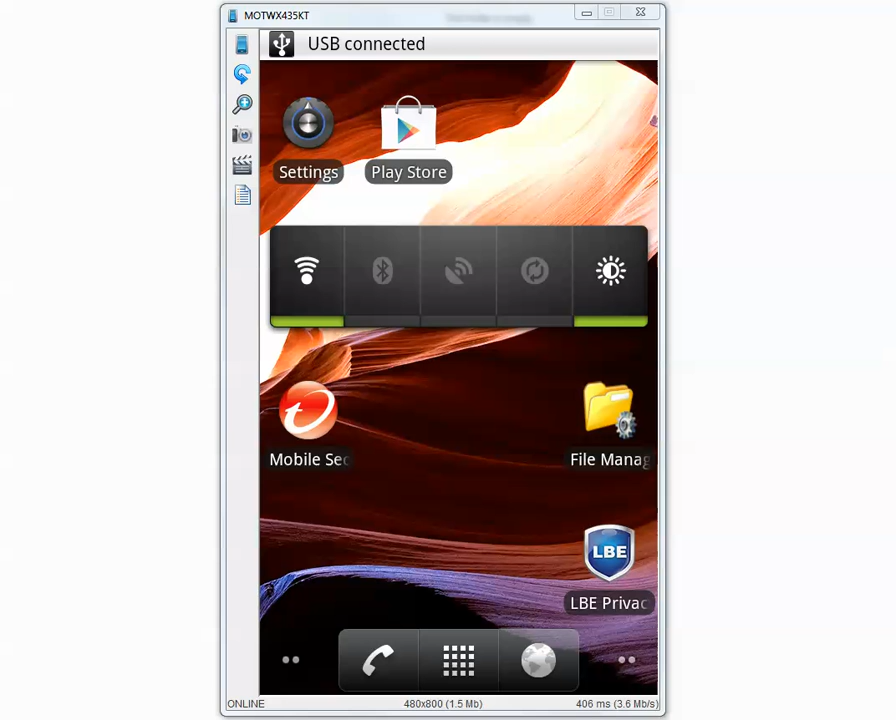 MOTWX435KT
USB connected
Settings
Play Store
Mobile Sec
File Manag
LBE
LBE Privac
ONLINE
480x800 (1.5 Mb)
406 ms (3.6 Mb/s)